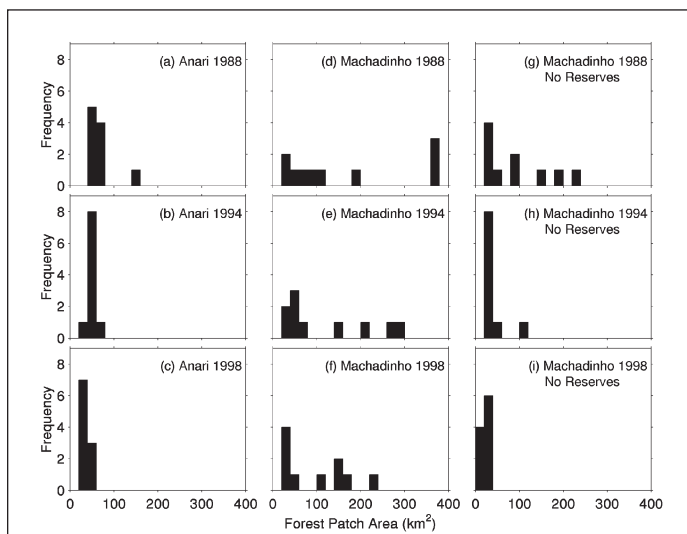 (a) Anari 1988
(d) Machadinho 1988
(g) Machadinho 1988
No Reserves
Frequency
8
6
4
2
0
(b) Anari 1994
(e) Machadinho 1994
(h) Machadinho 1994
No Reserves
Frequency
8
6
4
2
0
(c) Anari 1998
(f) Machadinho 1998
(i) Machadinho 1998
No Reserves
Frequency
8
6
4
2
0
0 100 200 300 400 0 100 200 300 400 0 100 200 300 400
Forest Patch Area (km²)